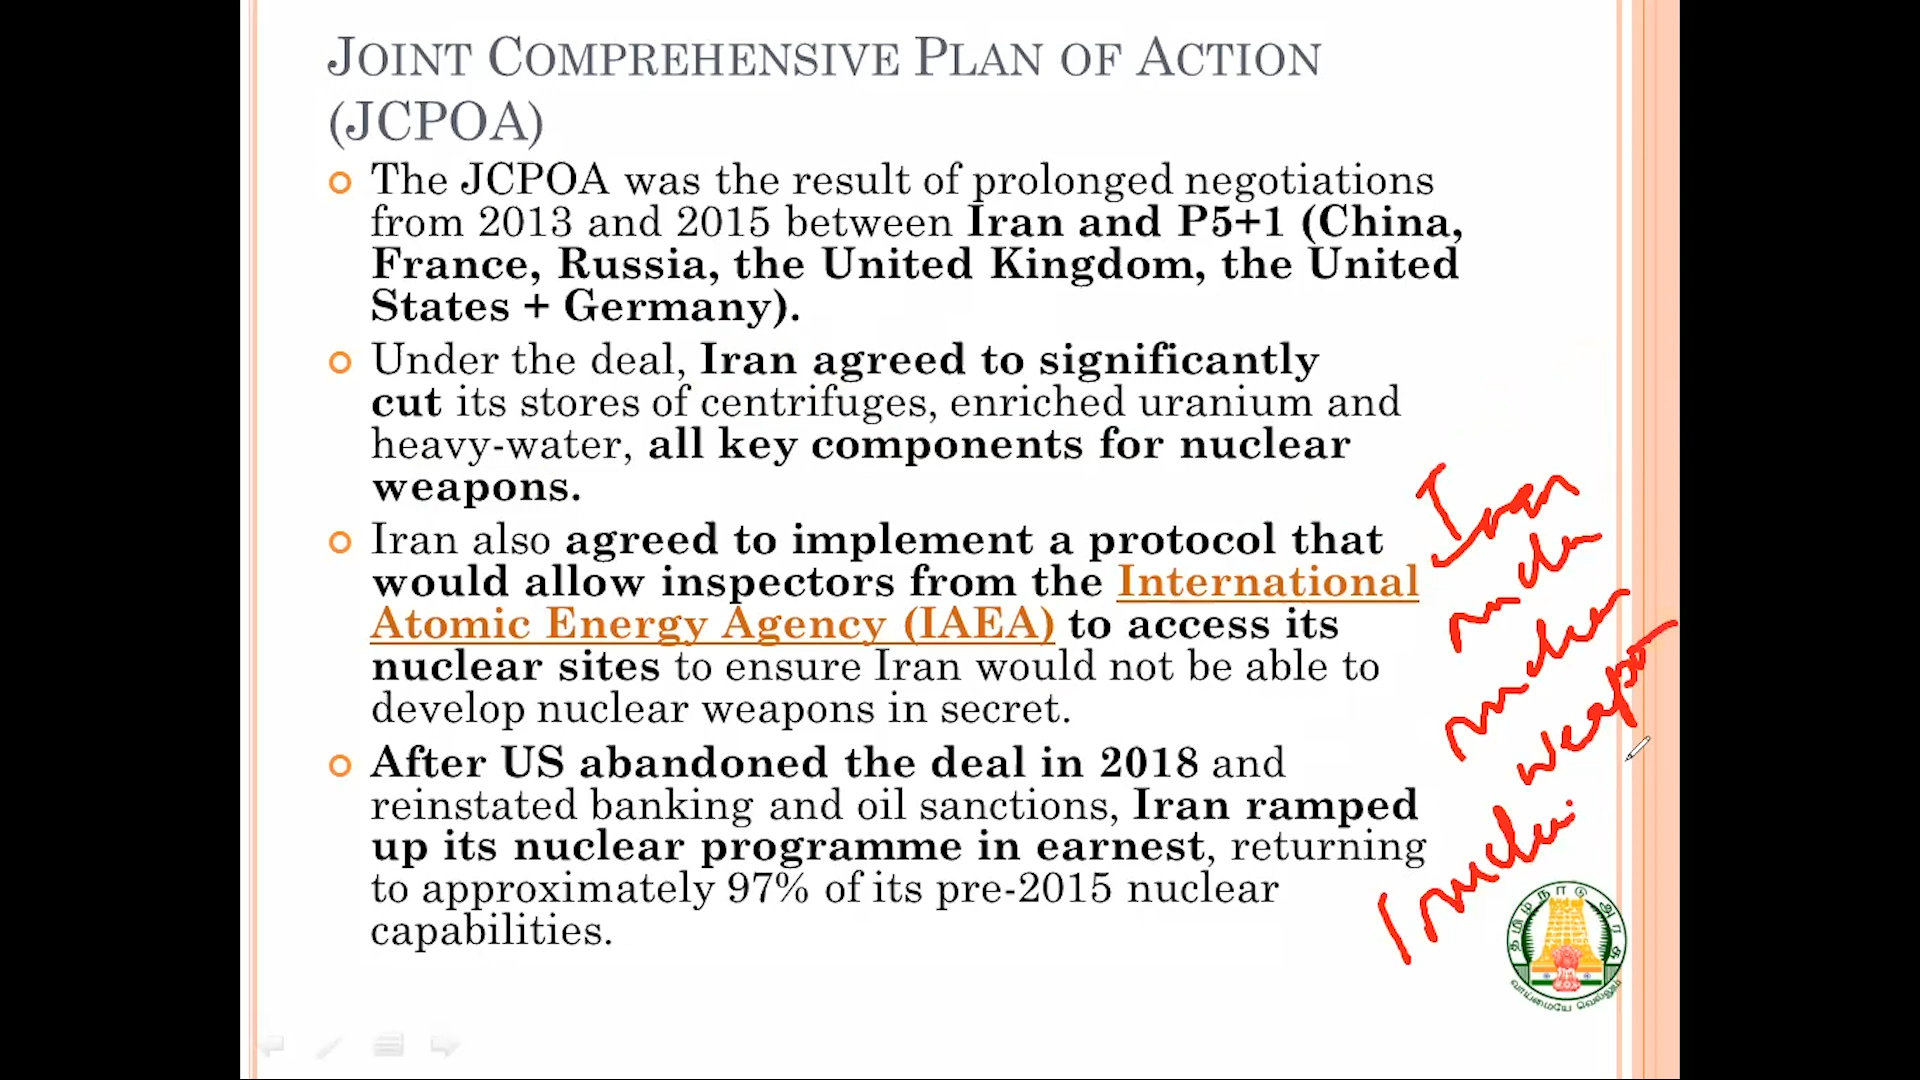 JOINT COMPREHENSIVE PLAN OF ACTION
(JCPOA)
The JCPOA was the result of prolonged negotiations
from 2013 and 2015 between Iran and P5+1 (China,
France, Russia, the United Kingdom, the United
States + Germany).
Under the deal, Iran agreed to significantly
cut its stores of centrifuges, enriched uranium and
heavy-water, all key components for nuclear
weapons.
Iran also agreed to implement a protocol that
would allow inspectors from the International
Atomic Energy Agency (IAEA) to access its
nuclear sites to ensure Iran would not be able to
develop nuclear weapons in secret.
After US abandoned the deal in 2018 and
reinstated banking and oil sanctions, Iran ramped
up its nuclear programme in earnest, returning
to approximately 97% of its pre-2015 nuclear
capabilities.
Iran
தமிழ்நாடு அரசு
வாய்மையே வெல்லும்